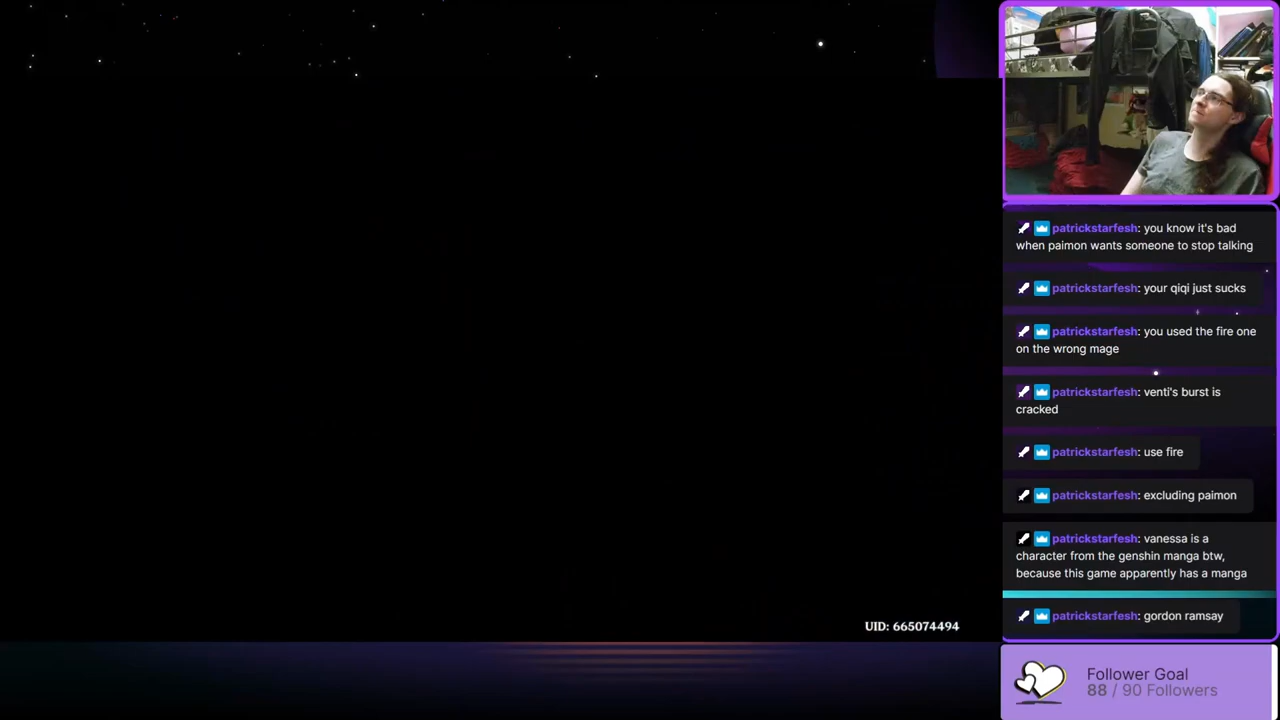 patrickstarfesh: you know it's bad
when paimon wants someone to stop talking
patrickstarfesh: your qiqi just sucks
patrickstarfesh: you used the fire one
on the wrong mage
patrickstarfesh: venti's burst is
cracked
patrickstarfesh: use fire
patrickstarfesh: excluding paimon
patrickstarfesh: vanessa is a
character from the genshin manga btw,
because this game apparently has a manga
patrickstarfesh: gordon ramsay
UID: 665074494
Follower Goal
88 / 90 Followers